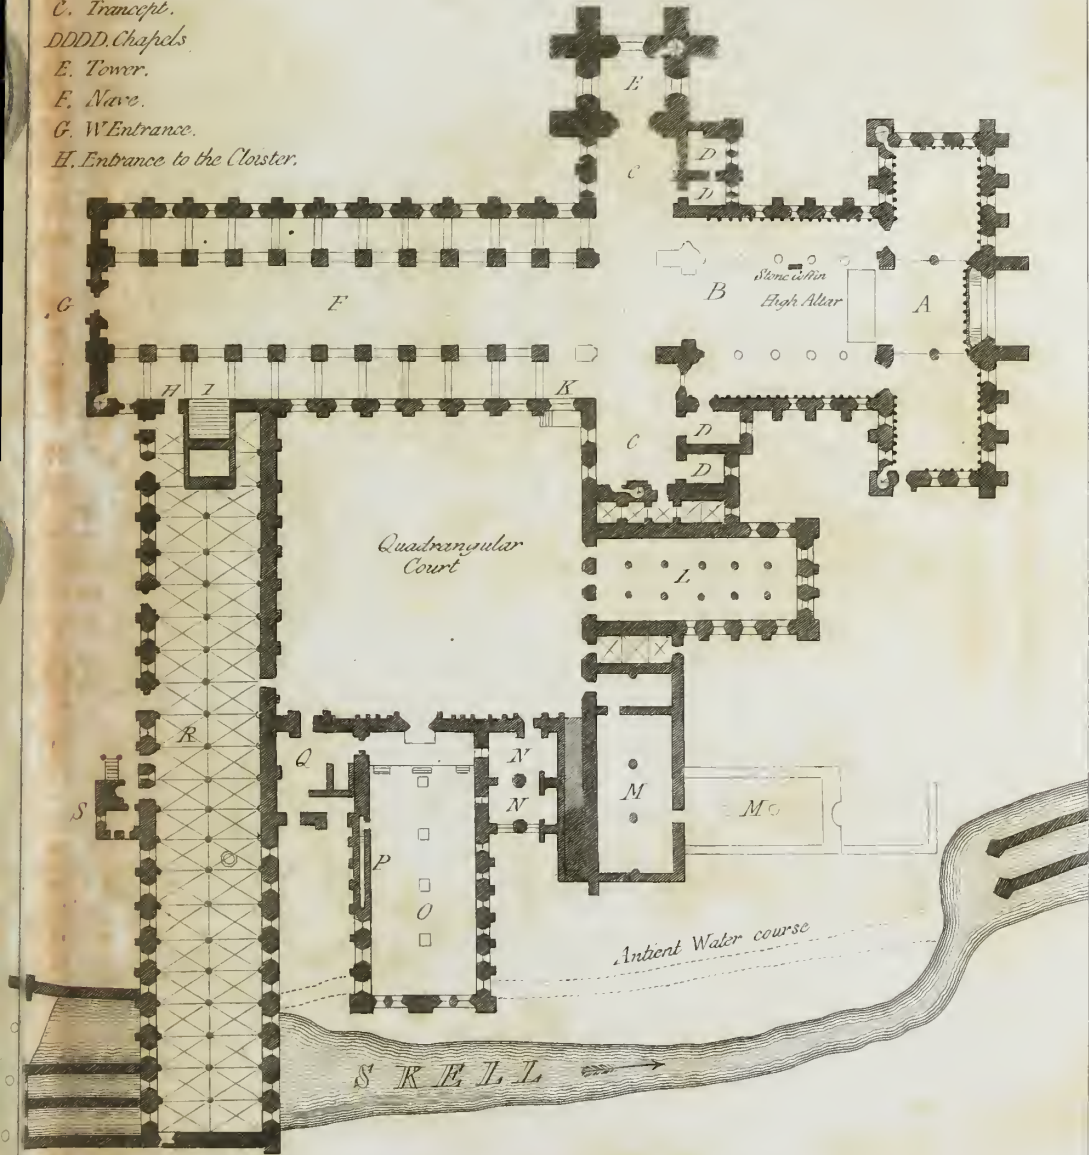 C. Trancept.
DDDD. Chapels
E. Tower.
F. Nave.
G. W Entrance.
H. Entrance to the Cloister.
E
D
C
D
G
F
B
Stone coffin
High Altar
A
H
I
K
C
D
D
Quadrangular
Court
L
R
Q
N
N
M
M
S
P
O
Antient Water course
SKELL